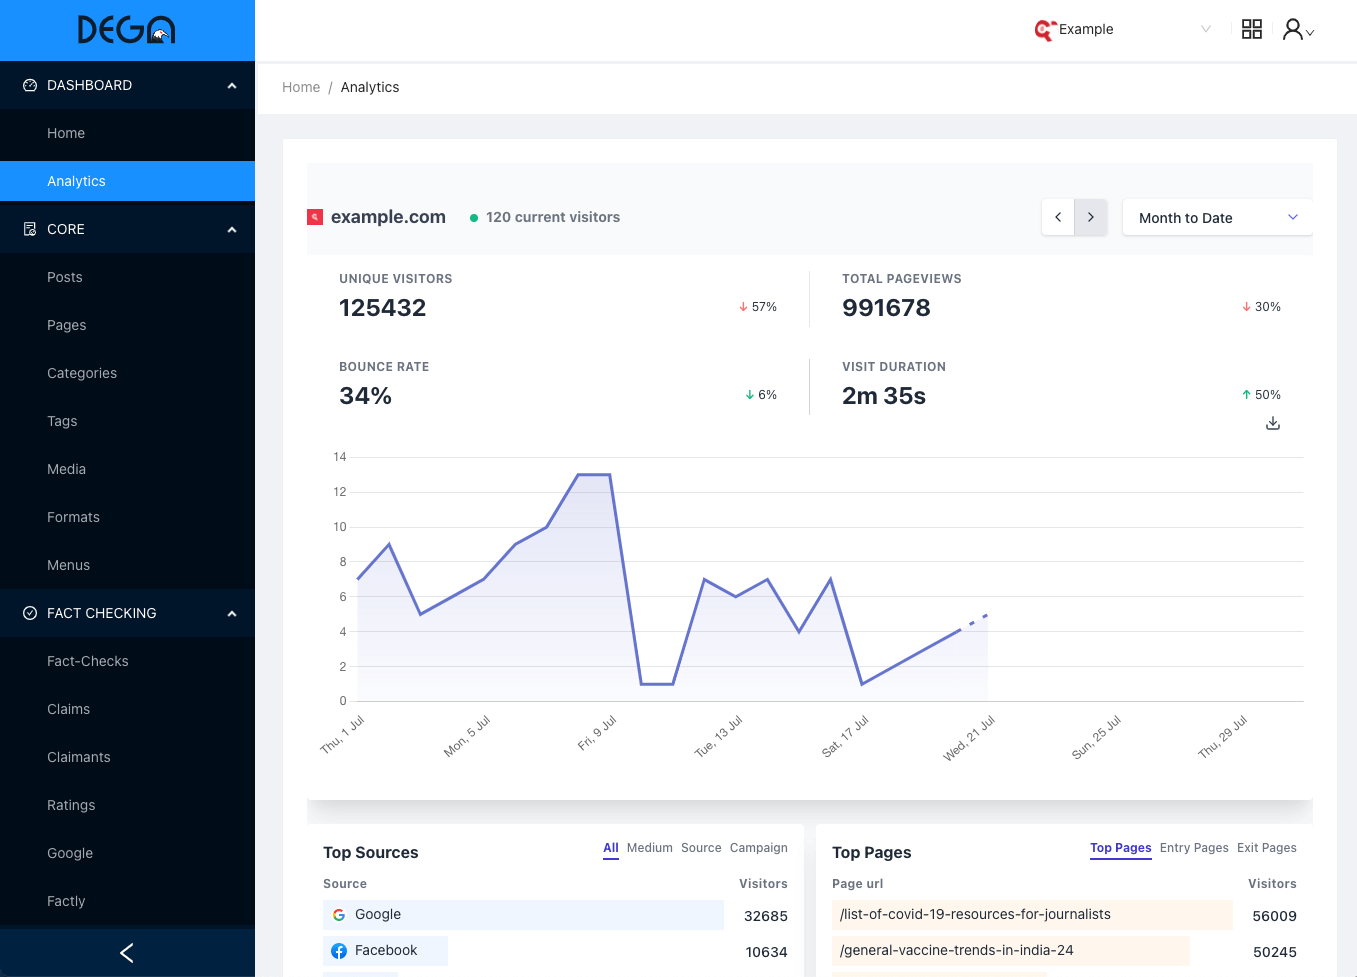 DEGA
Example
DASHBOARD
Home
Analytics
CORE
Posts
Pages
Categories
Tags
Media
Formats
Menus
FACT CHECKING
Fact-Checks
Claims
Claimants
Ratings
Google
Factly
Home / Analytics
example.com
120 current visitors
Month to Date
UNIQUE VISITORS
125432
57%
TOTAL PAGEVIEWS
991678
30%
BOUNCE RATE
34%
6%
VISIT DURATION
2m 35s
50%
14
12
10
8
6
4
2
0
Thu, 1 Jul
Mon, 5 Jul
Fri, 9 Jul
Tue, 13 Jul
Sat, 17 Jul
Wed, 21 Jul
Sun, 25 Jul
Thu, 29 Jul
Top Sources
All Medium Source Campaign
Source Visitors
Google 32685
Facebook 10634
Top Pages
Top Pages Entry Pages Exit Pages
Page url Visitors
/list-of-covid-19-resources-for-journalists 56009
/general-vaccine-trends-in-india-24 50245